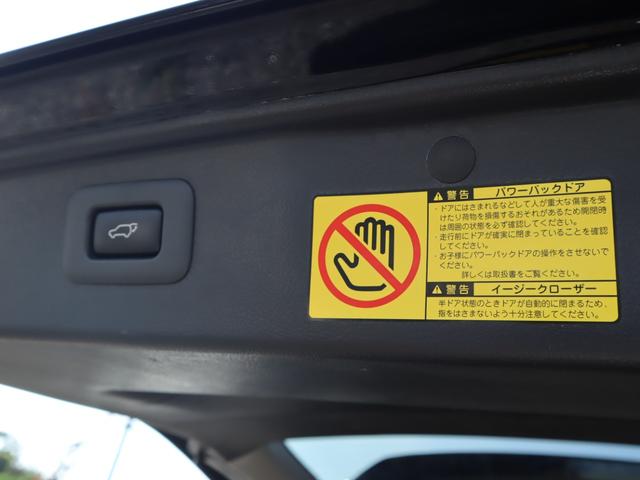 警告 パワーバックドア
・ドアにはさまれるなどして人が重大な傷害を受
けたり荷物を損傷するおそれがあるため開閉時
は周囲の状態を必ず確認してください。
・走行前にドアが確実に閉まっていることを確認
してください。
・お子様にパワーバックドアの操作をさせないで
ください。
詳しくは取扱書をご覧ください。
警告 イージークローザー
半ドア状態のときドアが自動的に閉まるため、
指をはさまないよう十分注意してください。